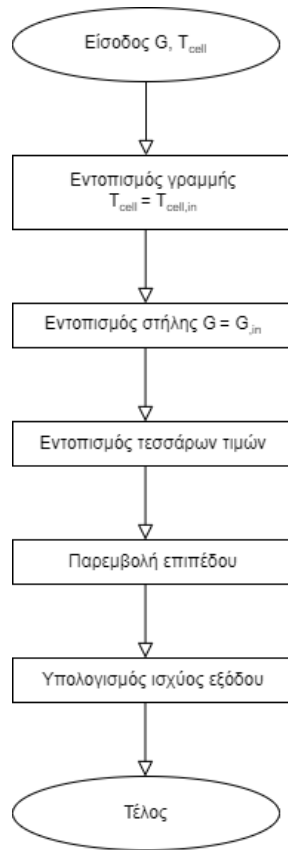 Είσοδος G, T_cell
Εντοπισμός γραμμής
T_cell = T_cell,in
Εντοπισμός στήλης G = G_,in
Εντοπισμός τεσσάρων τιμών
Παρεμβολή επιπέδου
Υπολογισμός ισχύος εξόδου
Τέλος